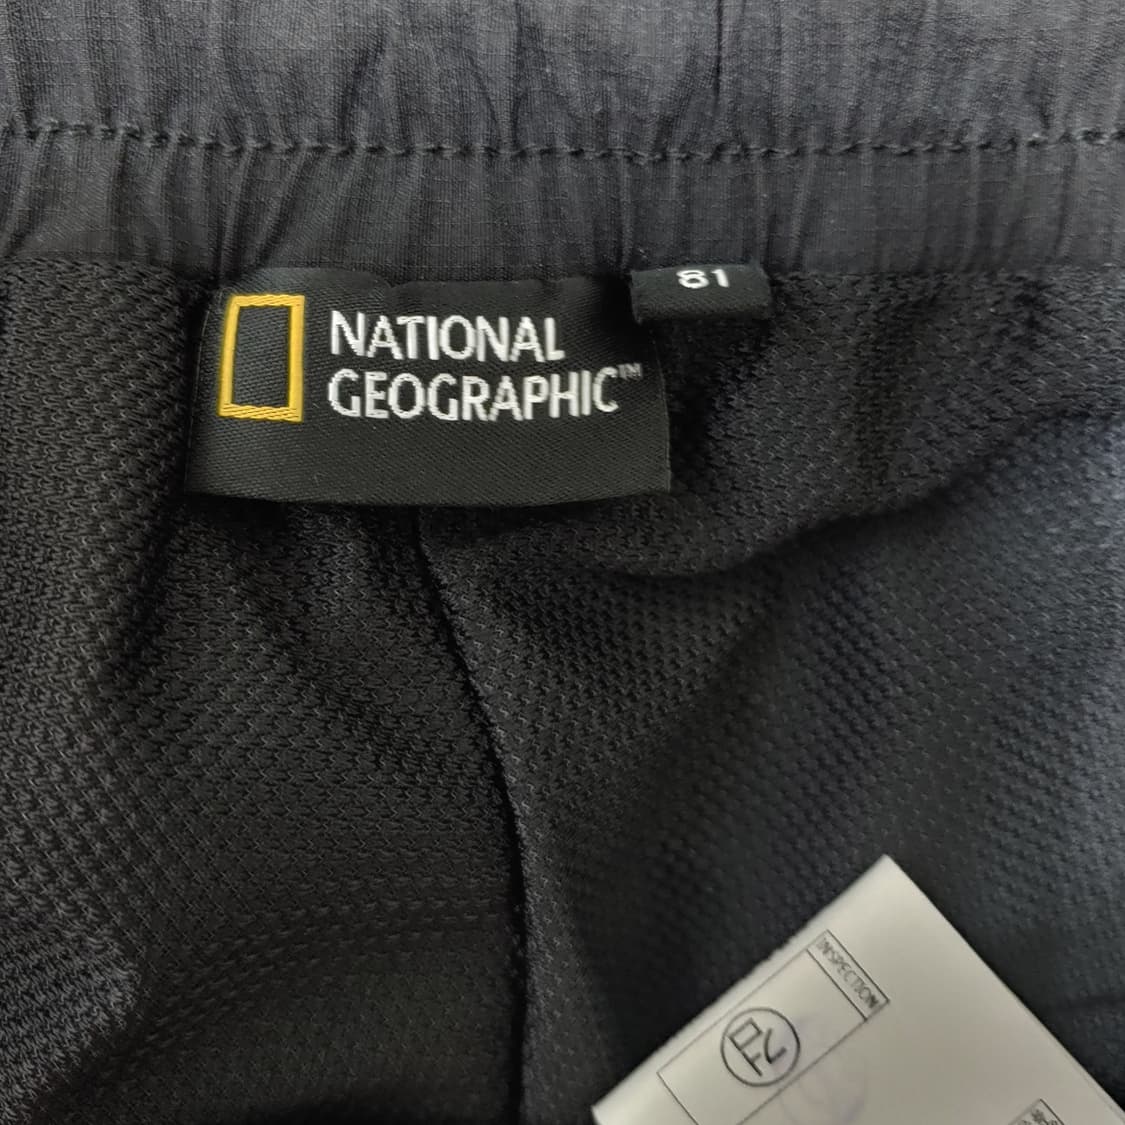 NATIONAL
GEOGRAPHIC™
81
INSPECTION